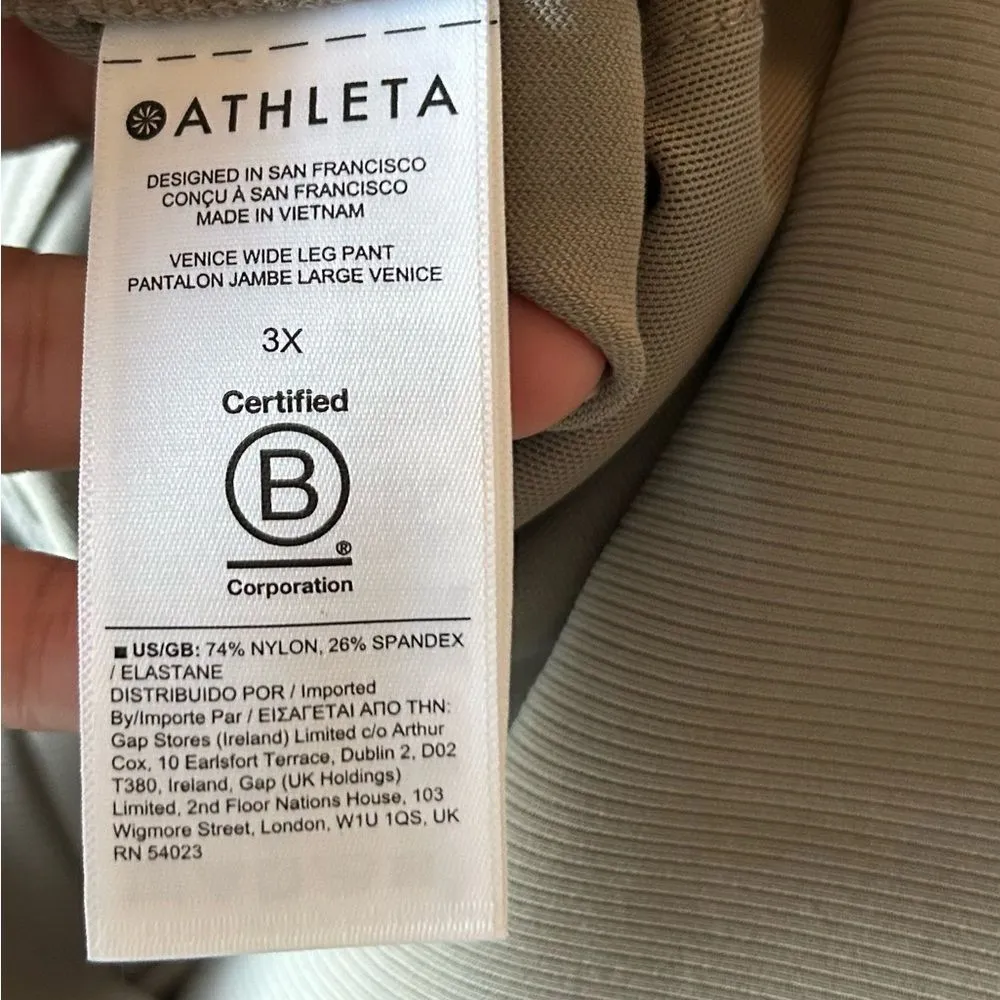 ATHLETA
DESIGNED IN SAN FRANCISCO
CONÇU À SAN FRANCISCO
MADE IN VIETNAM
VENICE WIDE LEG PANT
PANTALON JAMBE LARGE VENICE
3X
Certified
B
®
Corporation
US/GB: 74% NYLON, 26% SPANDEX
/ ELASTANE
DISTRIBUIDO POR / Imported
By/Importe Par / ΕΙΣΑΓΕΤΑΙ ΑΠΟ ΤΗΝ:
Gap Stores (Ireland) Limited c/o Arthur
Cox, 10 Earlsfort Terrace, Dublin 2, D02
T380, Ireland, Gap (UK Holdings)
Limited, 2nd Floor Nations House, 103
Wigmore Street, London, W1U 1QS, UK
RN 54023